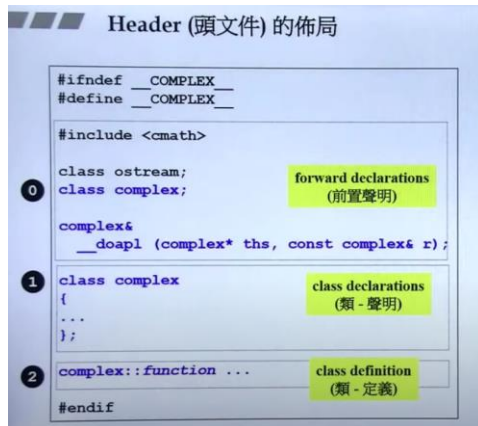 Header (頭文件) 的佈局
#ifndef __COMPLEX__
#define __COMPLEX__
#include <cmath>
class ostream;
class complex;
complex&
__doapl (complex* ths, const complex& r);
forward declarations
(前置聲明)
0
1
class complex
{
...
};
class declarations
(類 - 聲明)
2
complex::function ...
class definition
(類 - 定義)
#endif